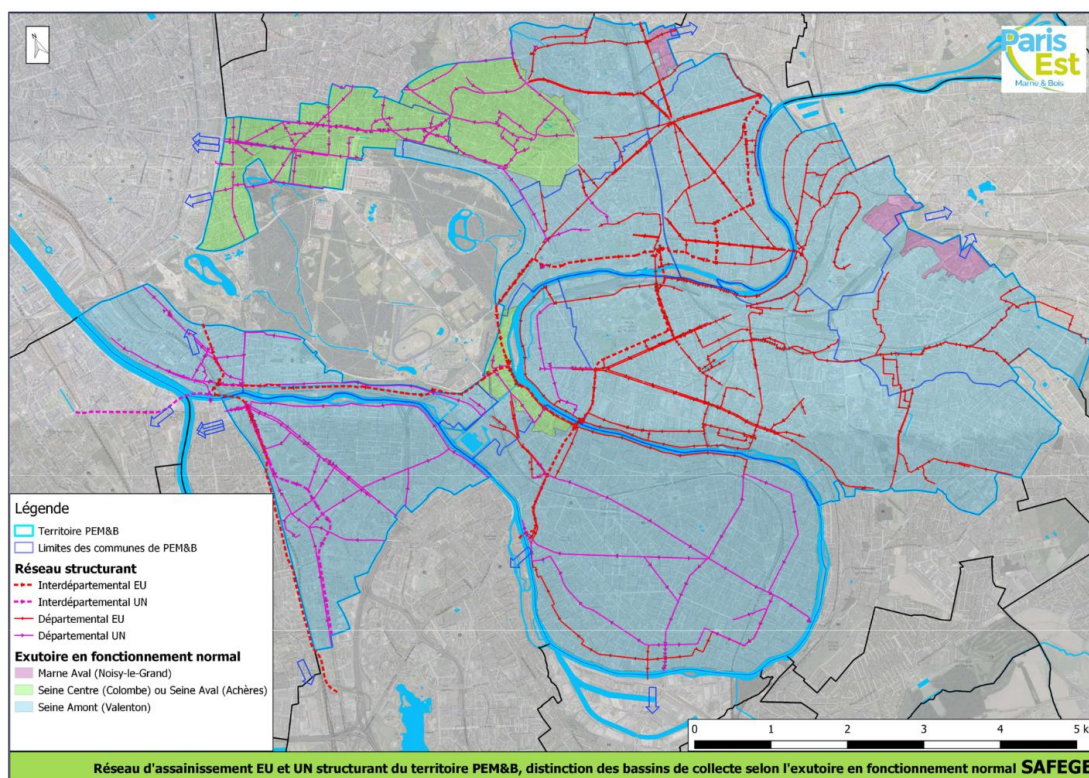 Paris
Est
Marne & Bois
Légende
Territoire PEM&B
Limites des communes de PEM&B
Réseau structurant
Interdépartemental EU
Interdépartemental UN
Départemental EU
Départemental UN
Exutoire en fonctionnement normal
Marne Aval (Noisy-le-Grand)
Seine Centre (Colombe) ou Seine Aval (Achères)
Seine Amont (Valenton)
0 1 2 3 4 5 k
Réseau d'assainissement EU et UN structurant du territoire PEM&B, distinction des bassins de collecte selon l'exutoire en fonctionnement normal SAFEGE